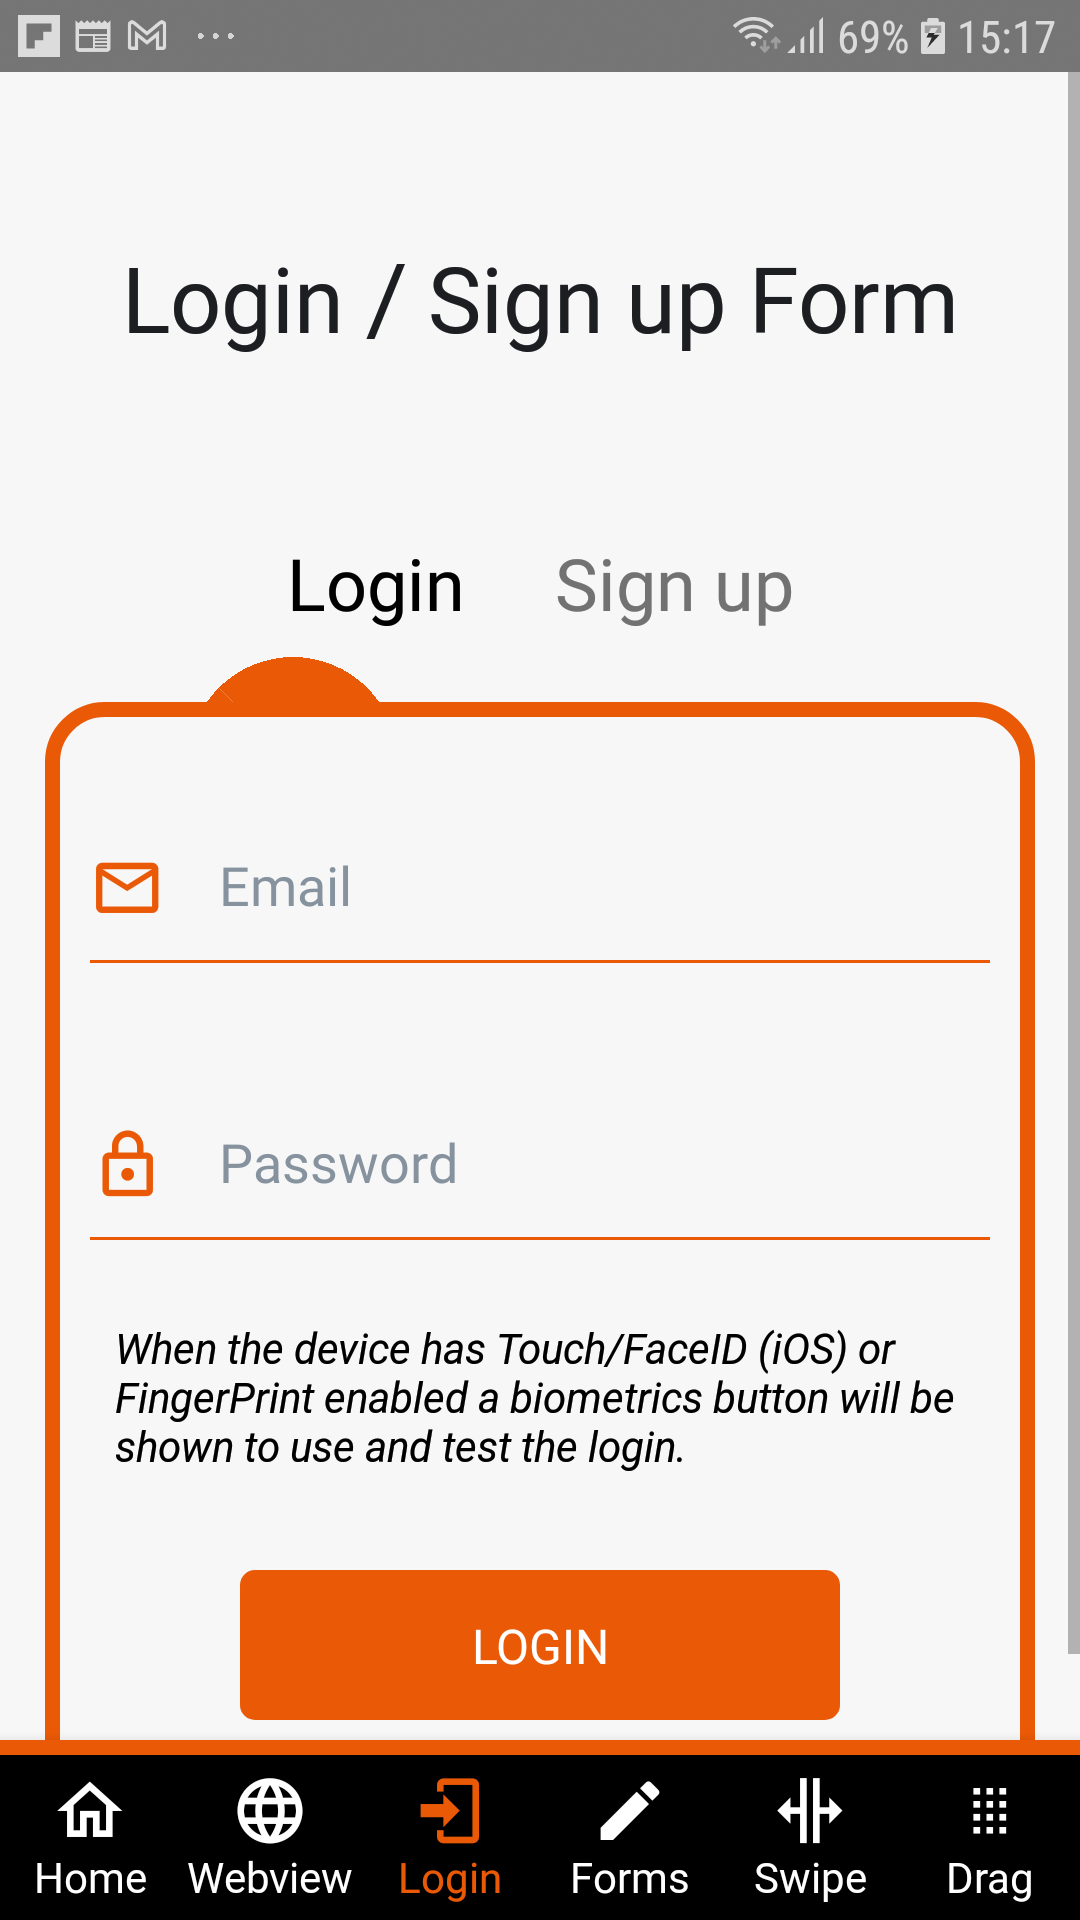 69% 15:17
Login / Sign up Form
Login Sign up
Email
Password
When the device has Touch/FaceID (iOS) or
FingerPrint enabled a biometrics button will be
shown to use and test the login.
LOGIN
Home Webview Login Forms Swipe Drag